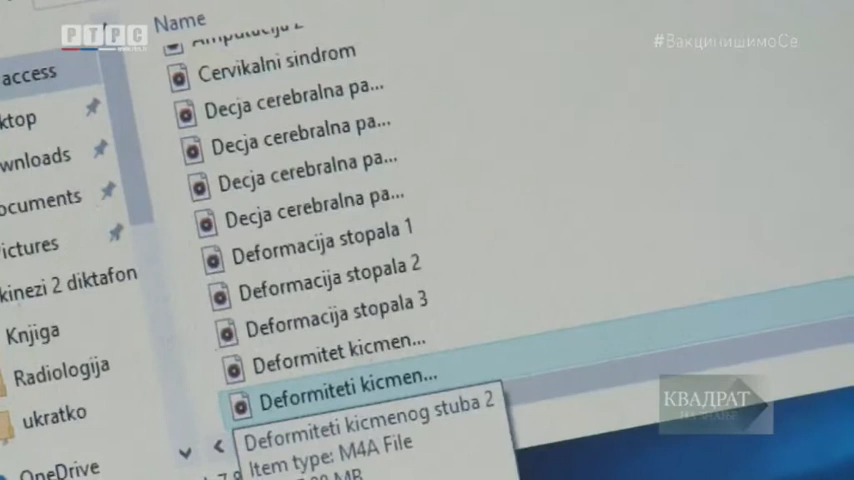 Name
РТРС
#ВакцинишимоСе
access
Cervikalni sindrom
ktop
Decja cerebralna pa...
Decja cerebralna pa...
wnloads
Decja cerebralna pa...
ocuments
Decja cerebralna pa...
Pictures
Deformacija stopala 1
kinezi 2 diktafon
Deformacija stopala 2
Knjiga
Deformacija stopala 3
Radiologija
Deformitet kicmen...
ukratko
Deformiteti kicmen...
OneDrive
Deformiteti kicmenog stuba 2
Item type: M4A File
MB
КВАДРАТ